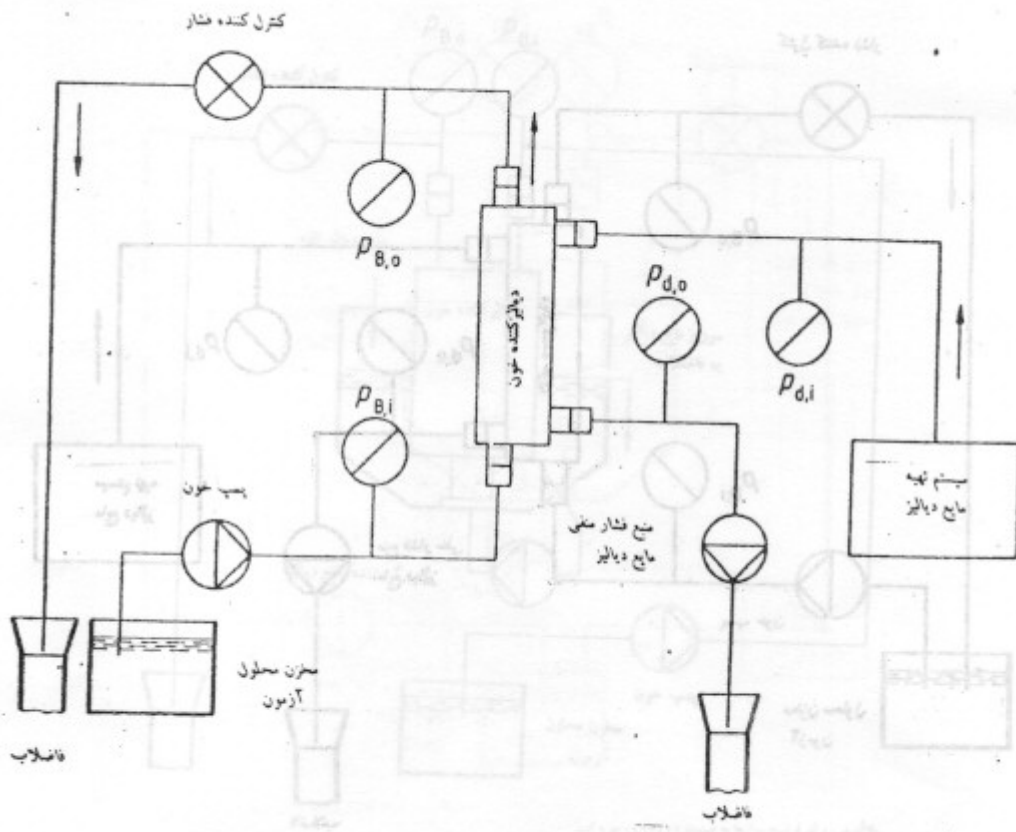 کنترل کننده فشار
P B,o
P d,o
دیالیز کننده خون
P d,i
P B,i
پمپ خون
منبع فشار منفی
مایع دیالیز
سیستم تهیه
مایع دیالیز
مخزن محلول
آزمون
فاضلاب
فاضلاب